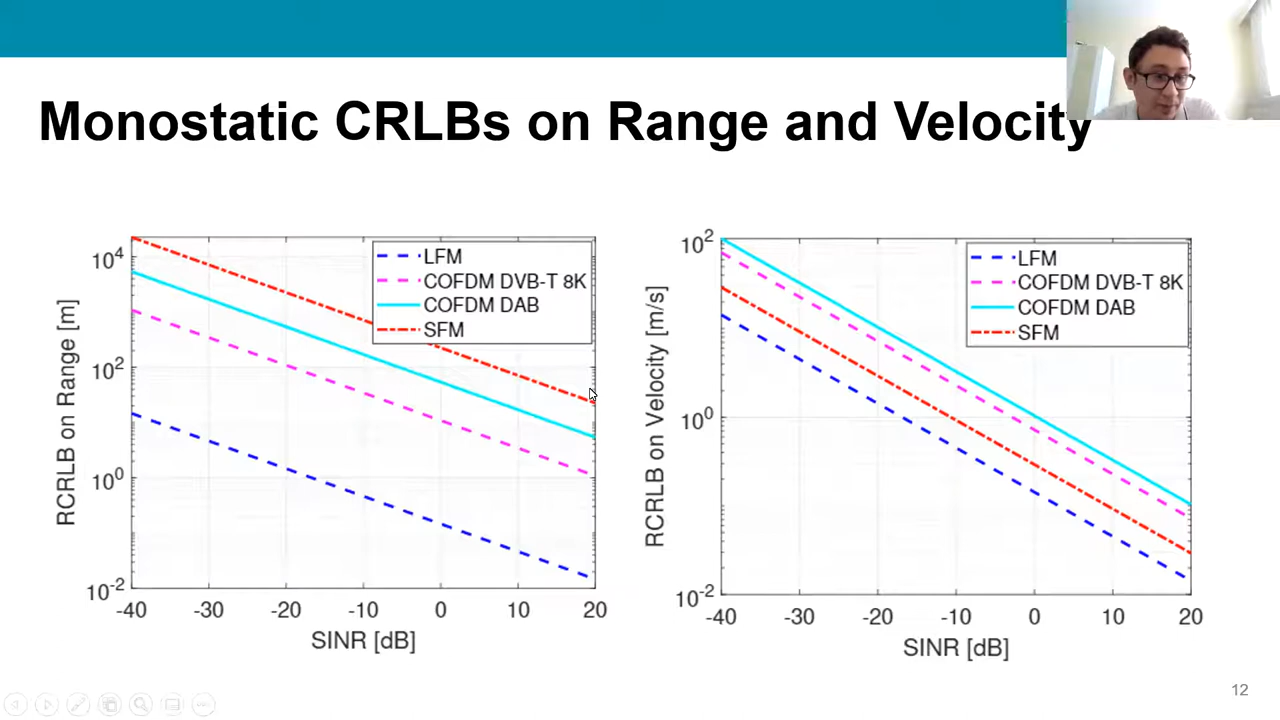 Monostatic CRLBs on Range and Velocity
RCRLB on Range [m]
10^4
10^2
10^0
10^-2
-40 -30 -20 -10 0 10 20
SINR [dB]
LFM
COFDM DVB-T 8K
COFDM DAB
SFM
RCRLB on Velocity [m/s]
10^2
10^0
10^-2
-40 -30 -20 -10 0 10 20
SINR [dB]
LFM
COFDM DVB-T 8K
COFDM DAB
SFM
12